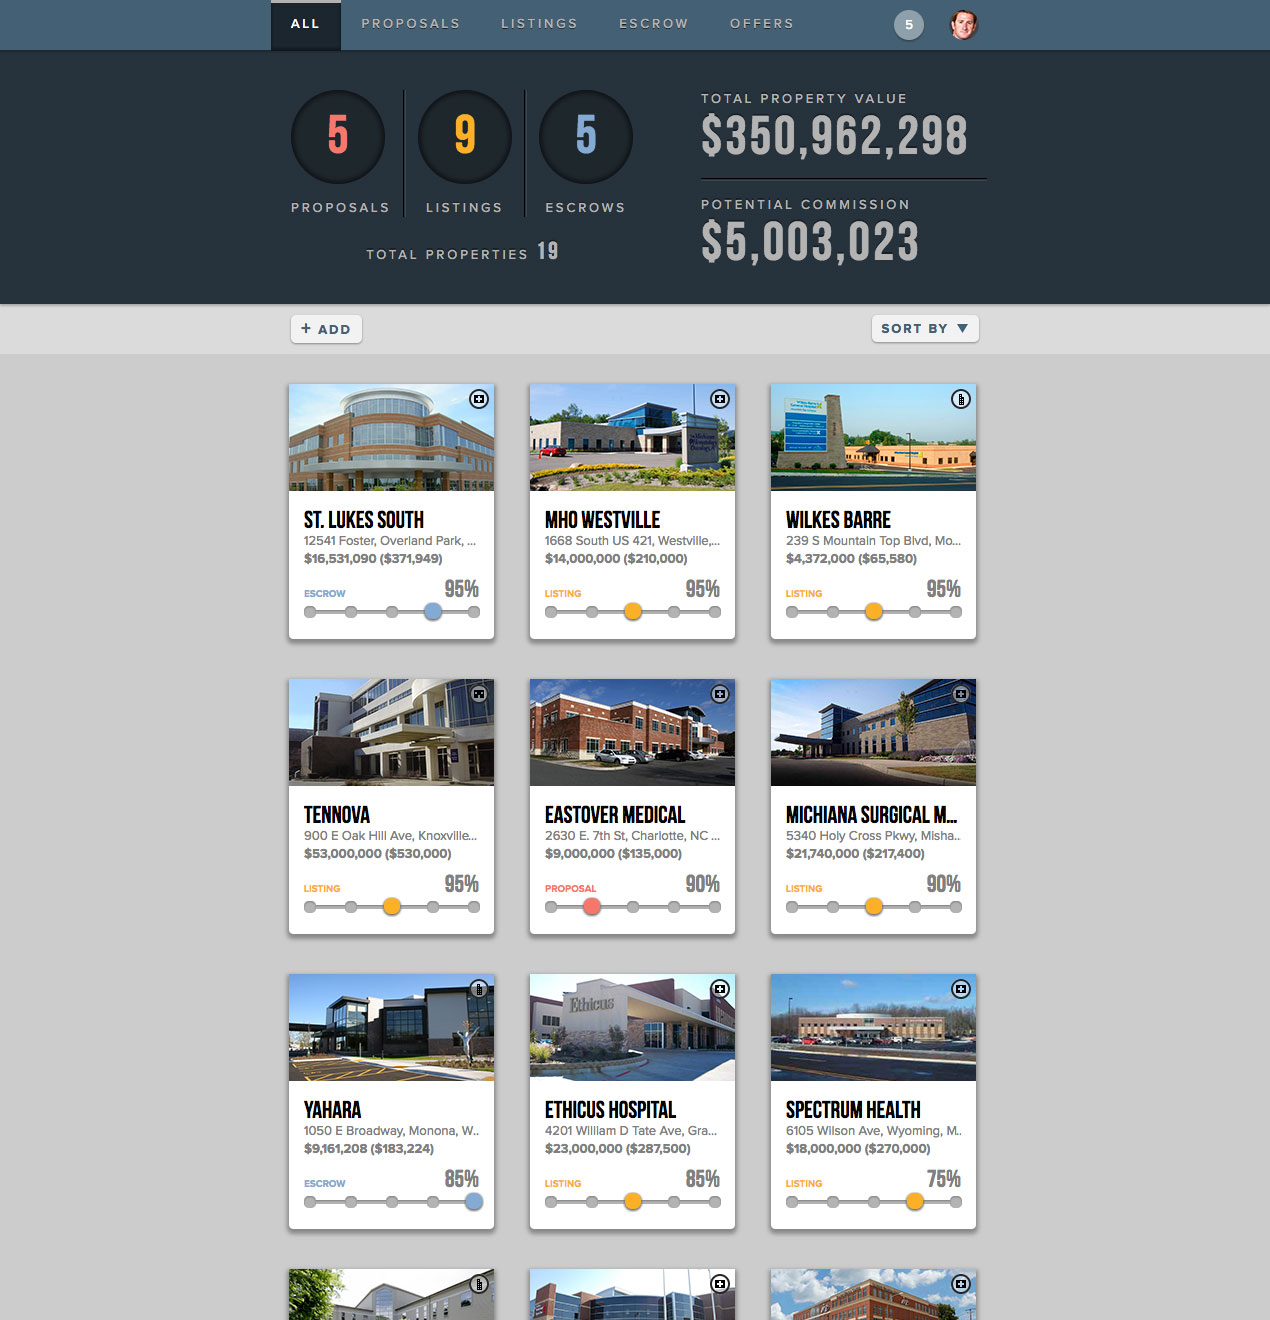 ALL PROPOSALS LISTINGS ESCROW OFFERS 5
5 9 5
PROPOSALS LISTINGS ESCROWS
TOTAL PROPERTIES 19
TOTAL PROPERTY VALUE
$350,962,298
POTENTIAL COMMISSION
$5,003,023
+ ADD
SORT BY ▼
ST. LUKES SOUTH
12541 Foster, Overland Park, ...
$16,531,090 ($371,949)
ESCROW 95%
MHO WESTVILLE
1668 South US 421, Westville,...
$14,000,000 ($210,000)
LISTING 95%
WILKES BARRE
239 S Mountain Top Blvd, Mo...
$4,372,000 ($65,580)
LISTING 95%
TENNOVA
900 E Oak Hill Ave, Knoxville...
$53,000,000 ($530,000)
LISTING 95%
EASTOVER MEDICAL
2630 E. 7th St, Charlotte, NC ...
$9,000,000 ($135,000)
PROPOSAL 90%
MICHIANA SURGICAL M...
5340 Holy Cross Pkwy, Misha...
$21,740,000 ($217,400)
LISTING 90%
YAHARA
1050 E Broadway, Monona, W...
$9,161,208 ($183,224)
ESCROW 85%
Ethicus
ETHICUS HOSPITAL
4201 William D Tate Ave, Gra...
$23,000,000 ($287,500)
LISTING 85%
SPECTRUM HEALTH
6105 Wilson Ave, Wyoming, M...
$18,000,000 ($270,000)
LISTING 75%